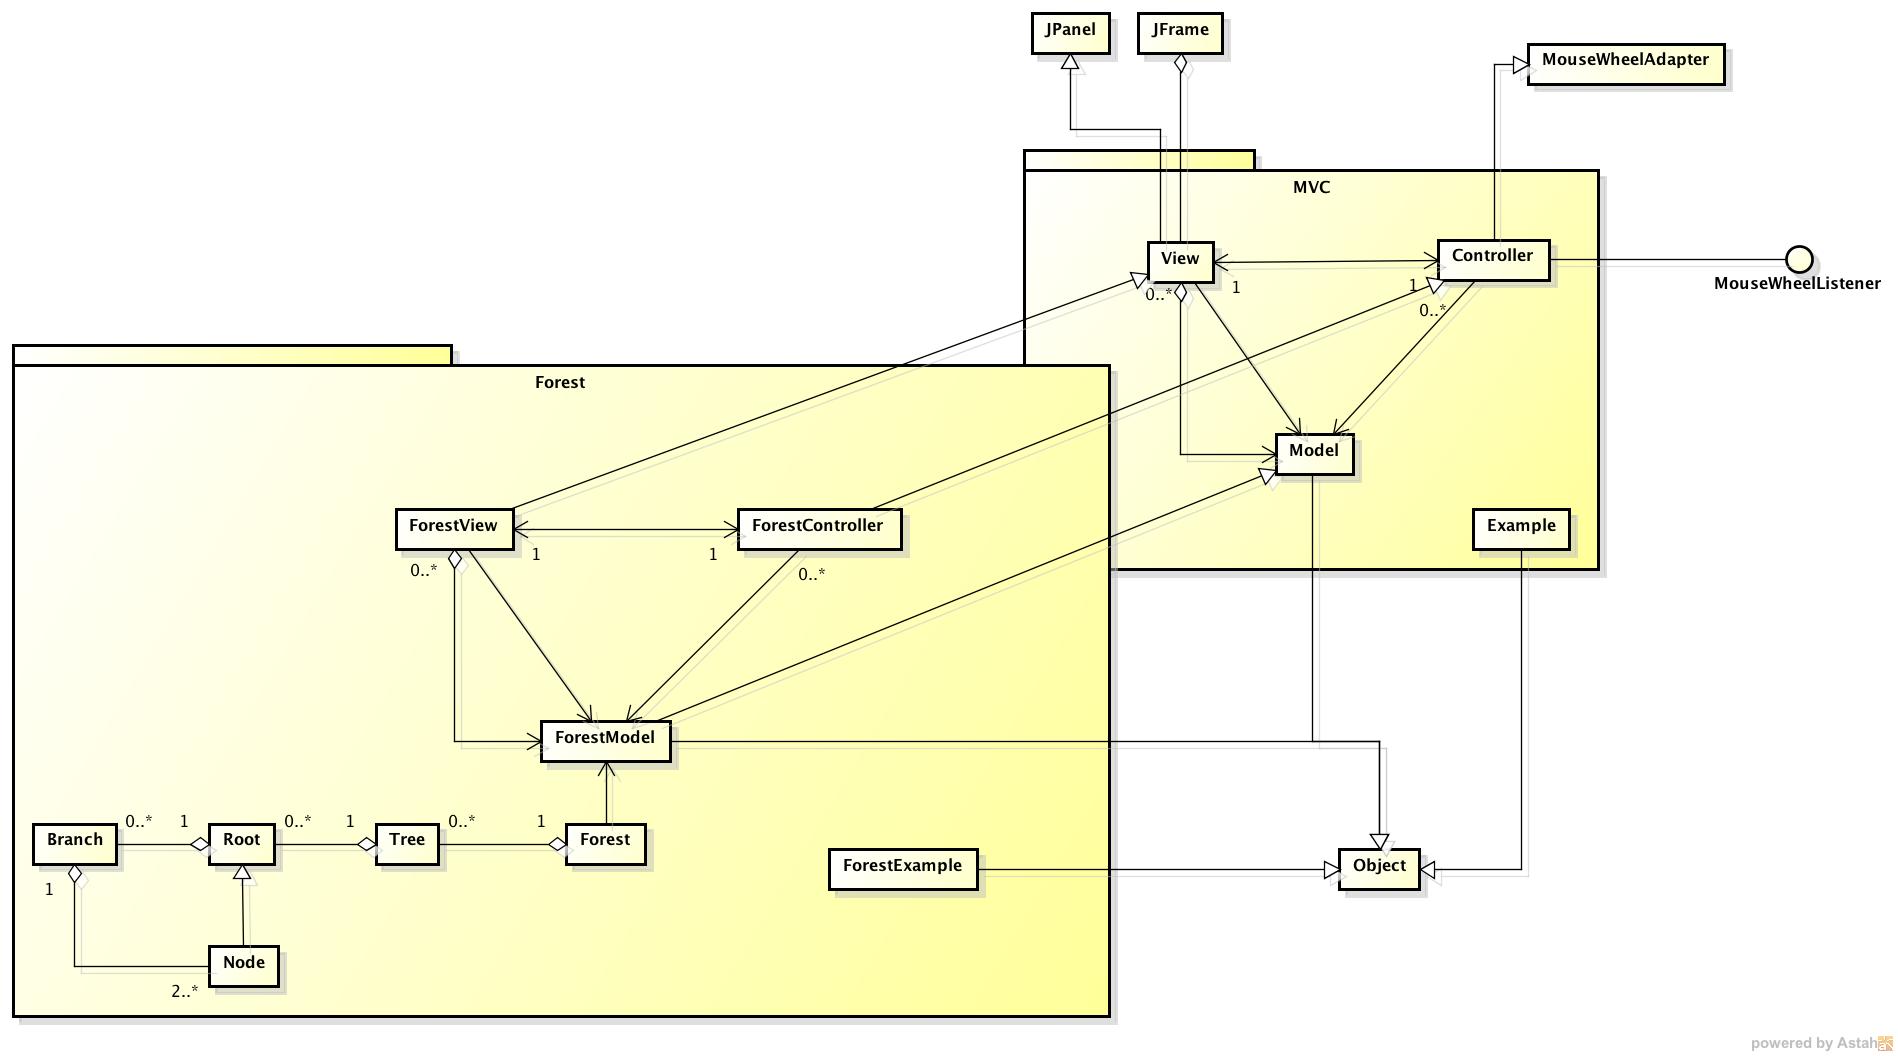 JPanel
JFrame
MouseWheelAdapter
MVC
View
Controller
MouseWheelListener
0..*
1
1
0..*
Forest
Model
ForestView
ForestController
Example
0..*
1
1
0..*
ForestModel
0..*
1
0..*
1
0..*
1
Branch
Root
Tree
Forest
ForestExample
Object
1
Node
2..*
powered by Astah